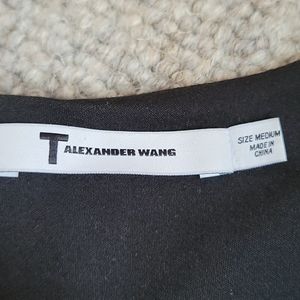 T ALEXANDER WANG
SIZE MEDIUM
MADE IN
CHINA